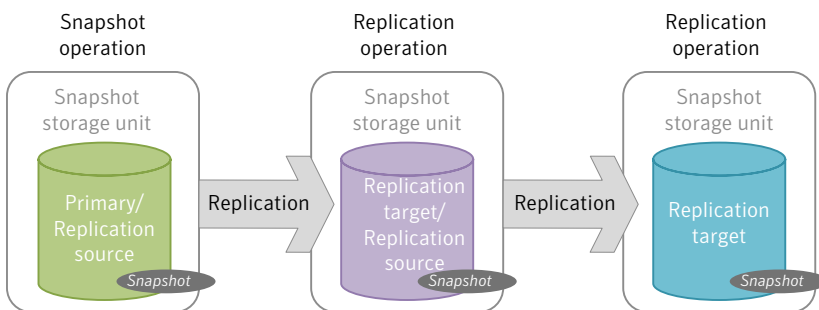 Snapshot
operation
Replication
operation
Replication
operation
Snapshot
storage unit
Snapshot
storage unit
Snapshot
storage unit
Primary/
Replication
source
Replication
Replication
target/
Replication
source
Replication
Replication
target
Snapshot
Snapshot
Snapshot